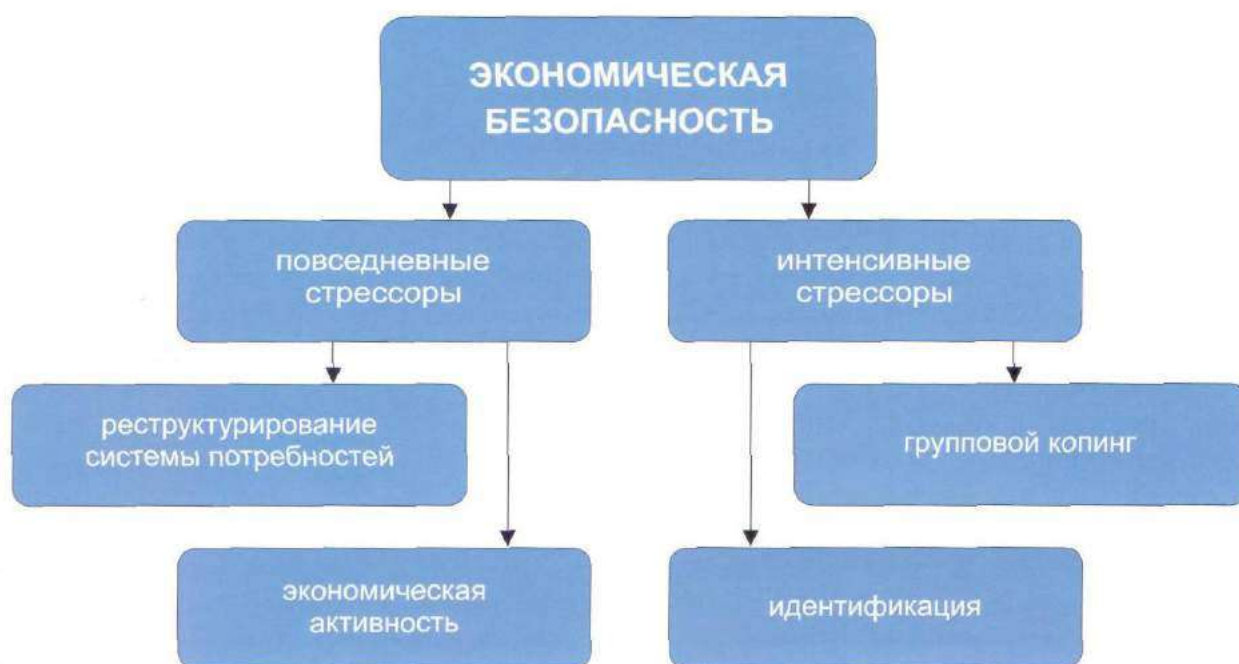 ЭКОНОМИЧЕСКАЯ
БЕЗОПАСНОСТЬ
повседневные
стрессоры
интенсивные
стрессоры
реструктурирование
системы потребностей
групповой копинг
экономическая
активность
идентификация